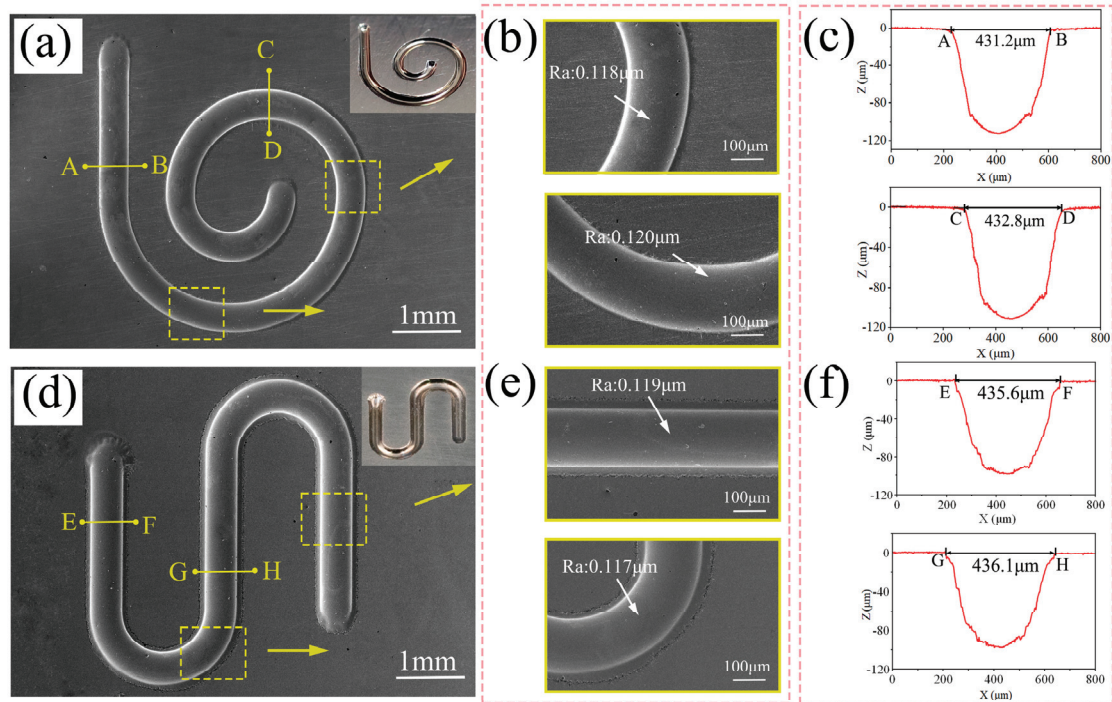 (a)
A
B
C
D
1mm
(b)
Ra:0.118μm
100μm
Ra:0.120μm
100μm
(c)
0
-40
-80
-120
Z (μm)
A
431.2μm
B
0
200
400
600
800
X (μm)
0
-40
-80
-120
Z (μm)
C
432.8μm
D
0
200
400
600
800
X (μm)
(d)
E
F
G
H
1mm
(e)
Ra:0.119μm
100μm
Ra:0.117μm
100μm
(f)
0
-40
-80
-120
Z (μm)
E
435.6μm
F
0
200
400
600
800
X (μm)
0
-40
-80
-120
Z(μm)
G
436.1μm
H
0
200
400
600
800
X (μm)